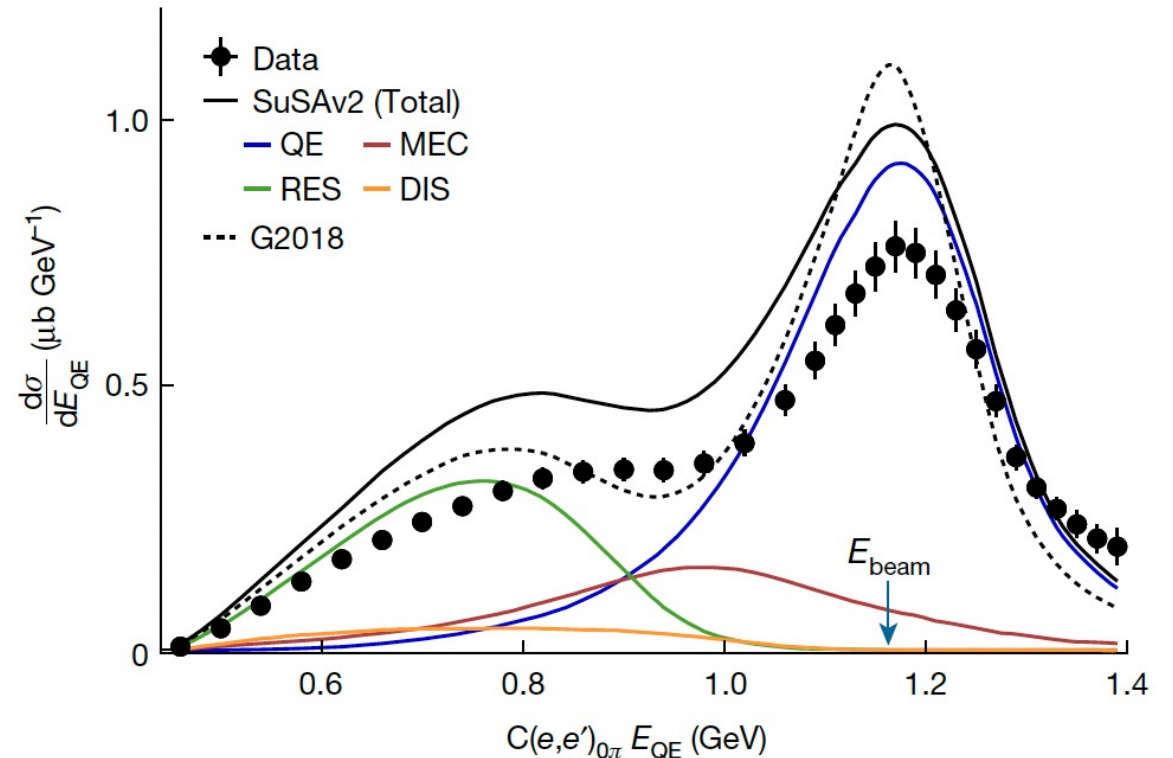 Data
SuSAv2 (Total)
QE MEC
RES DIS
G2018
dσ
dE_QE
(μb GeV⁻¹)
1.0
0.5
0
E_beam
0.6 0.8 1.0 1.2 1.4
C(e,e′)₀π E_QE (GeV)